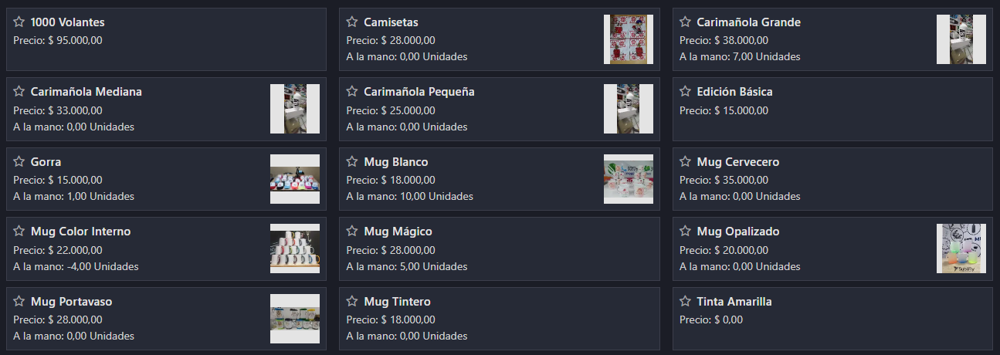 1000 Volantes
Precio: $ 95.000,00
Camisetas
Precio: $ 28.000,00
A la mano: 0,00 Unidades
Carimañola Grande
Precio: $ 38.000,00
A la mano: 7,00 Unidades
Carimañola Mediana
Precio: $ 33.000,00
A la mano: 0,00 Unidades
Carimañola Pequeña
Precio: $ 25.000,00
A la mano: 0,00 Unidades
Edición Básica
Precio: $ 15.000,00
Gorra
Precio: $ 15.000,00
A la mano: 1,00 Unidades
Mug Blanco
Precio: $ 18.000,00
A la mano: 10,00 Unidades
Mug Cervecero
Precio: $ 35.000,00
A la mano: 0,00 Unidades
Mug Color Interno
Precio: $ 22.000,00
A la mano: -4,00 Unidades
Mug Mágico
Precio: $ 28.000,00
A la mano: 5,00 Unidades
Mug Opalizado
Precio: $ 20.000,00
A la mano: 0,00 Unidades
Mug Portavaso
Precio: $ 28.000,00
A la mano: 0,00 Unidades
Mug Tintero
Precio: $ 18.000,00
A la mano: 0,00 Unidades
Tinta Amarilla
Precio: $ 0,00